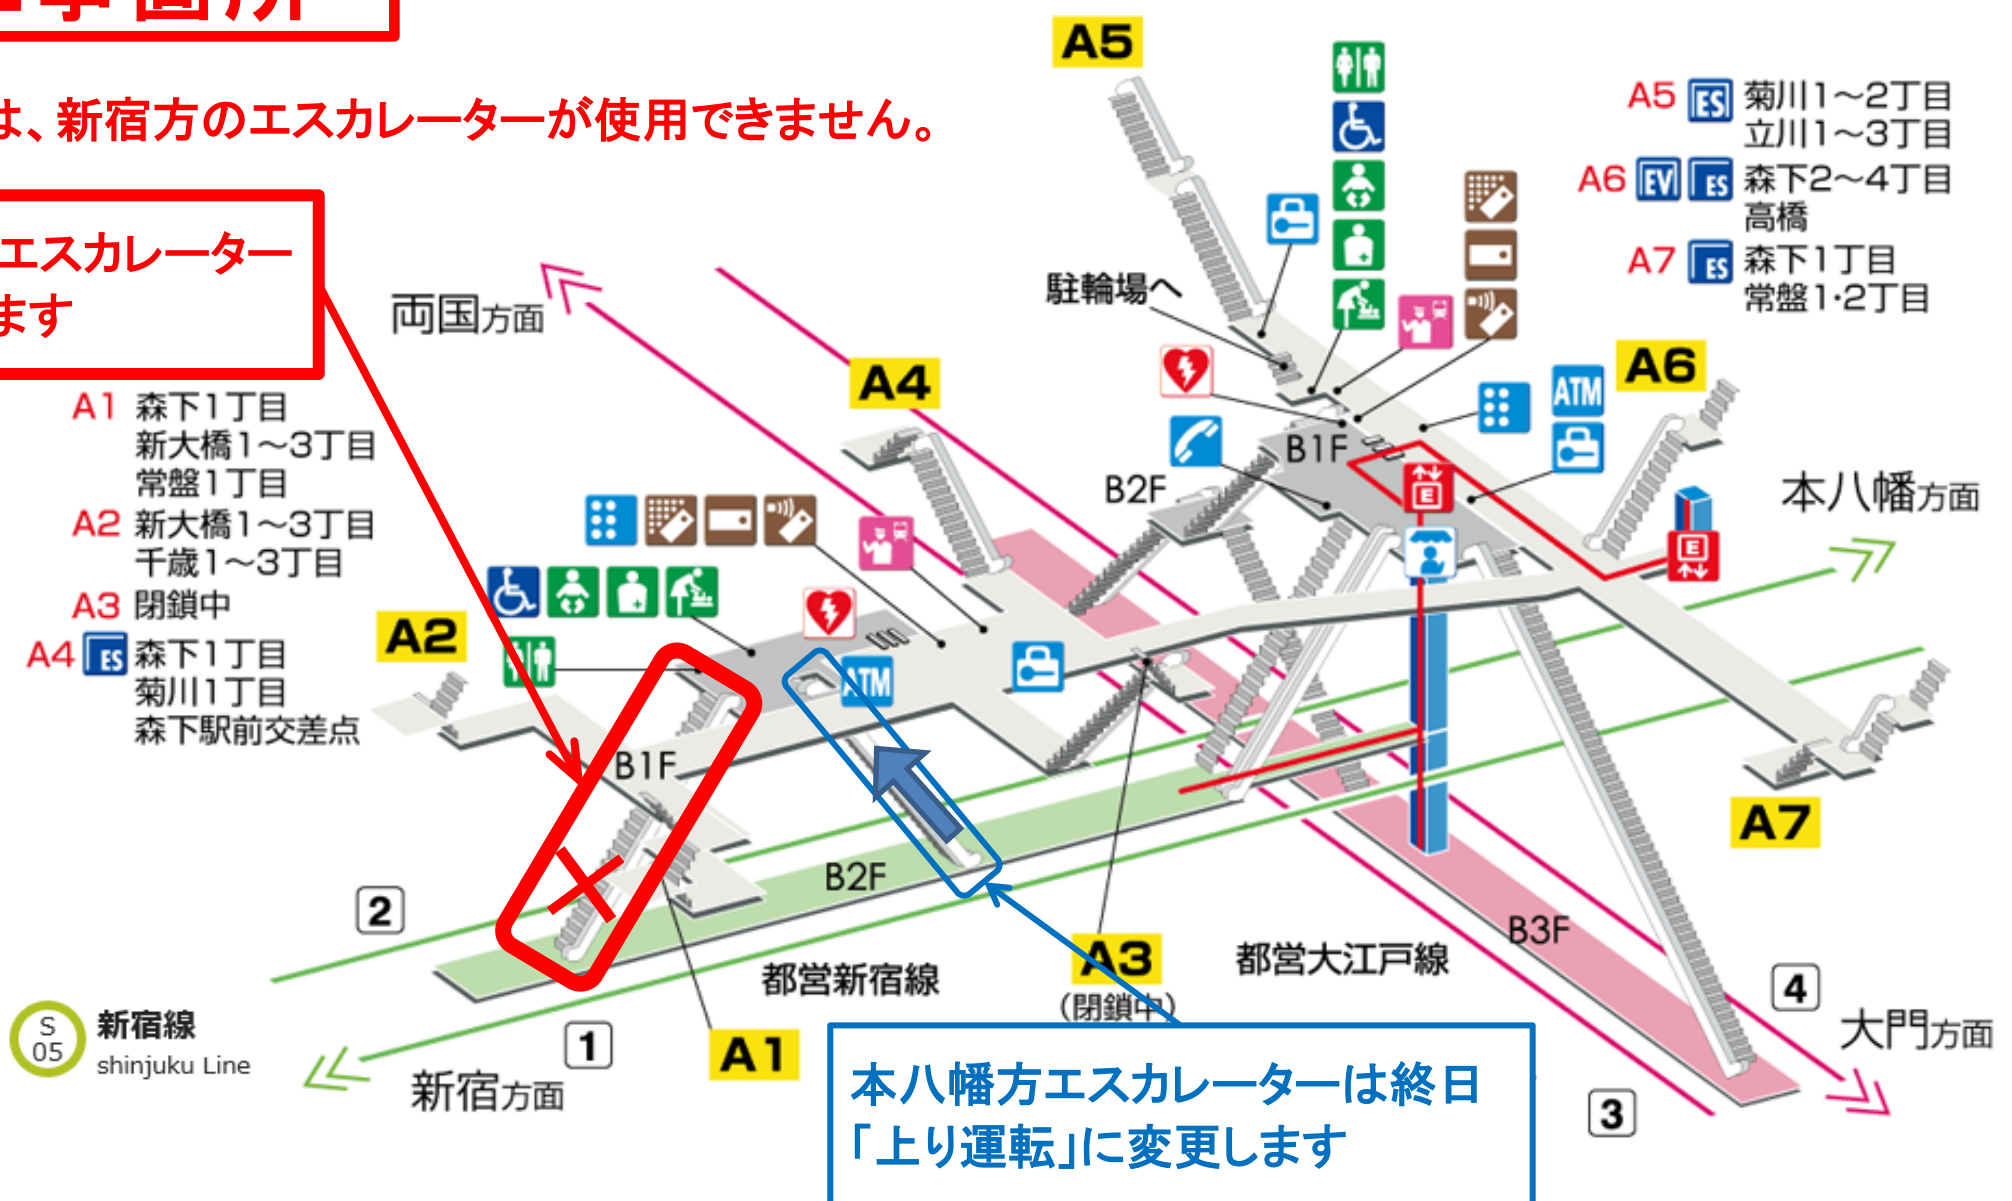 事箇所
は、新宿方のエスカレーターが使用できません。
エスカレーター
ます
A5
A5 ES 菊川1〜2丁目
立川1〜3丁目
A6 EV ES 森下2〜4丁目
高橋
A7 ES 森下1丁目
常盤1・2丁目
両国方面
駐輪場へ
A4
A6
ATM
B1F
B2F
本八幡方面
A1 森下1丁目
新大橋1〜3丁目
常盤1丁目
A2 新大橋1〜3丁目
千歳1〜3丁目
A3 閉鎖中
A4 ES 森下1丁目
菊川1丁目
森下駅前交差点
A2
E
E
ATM
B1F
A7
B2F
2
B3F
都営新宿線
A3
(閉鎖中)
都営大江戸線
4
大門方面
S
05
新宿線
shinjuku Line
1
A1
新宿方面
3
本八幡方エスカレーターは終日
「上り運転」に変更します